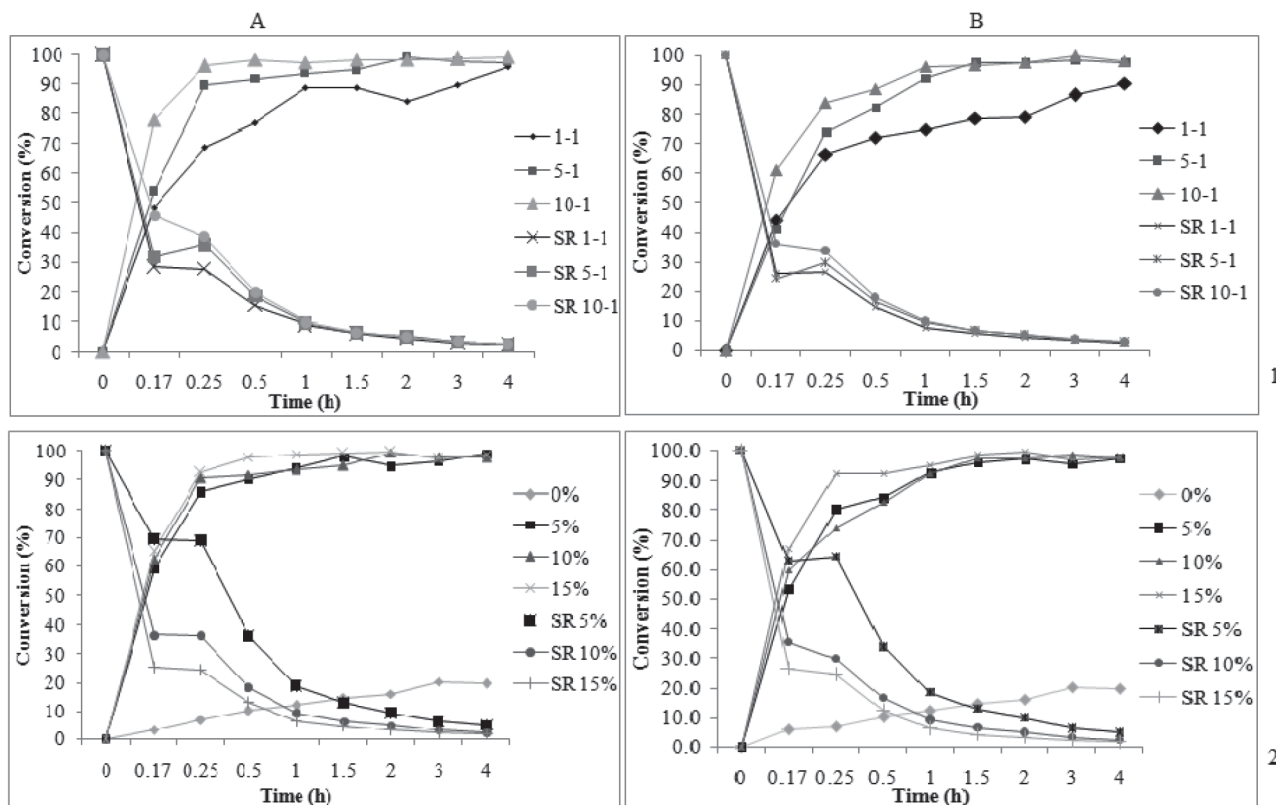 A
B
Conversion (%)
100
90
80
70
60
50
40
30
20
10
0
0 0.17 0.25 0.5 1 1.5 2 3 4
Time (h)
1-1
5-1
10-1
SR 1-1
SR 5-1
SR 10-1
Conversion (%)
100
90
80
70
60
50
40
30
20
10
0
0 0.17 0.25 0.5 1 1.5 2 3 4
Time (h)
1-1
5-1
10-1
SR 1-1
SR 5-1
SR 10-1
1
Conversion (%)
100
90
80
70
60
50
40
30
20
10
0
0 0.17 0.25 0.5 1 1.5 2 3 4
Time (h)
0%
5%
10%
15%
SR 5%
SR 10%
SR 15%
Conversion (%)
100.0
90.0
80.0
70.0
60.0
50.0
40.0
30.0
20.0
10.0
0.0
0 0.17 0.25 0.5 1 1.5 2 3 4
Time (h)
0%
5%
10%
15%
SR 5%
SR 10%
SR 15%
2